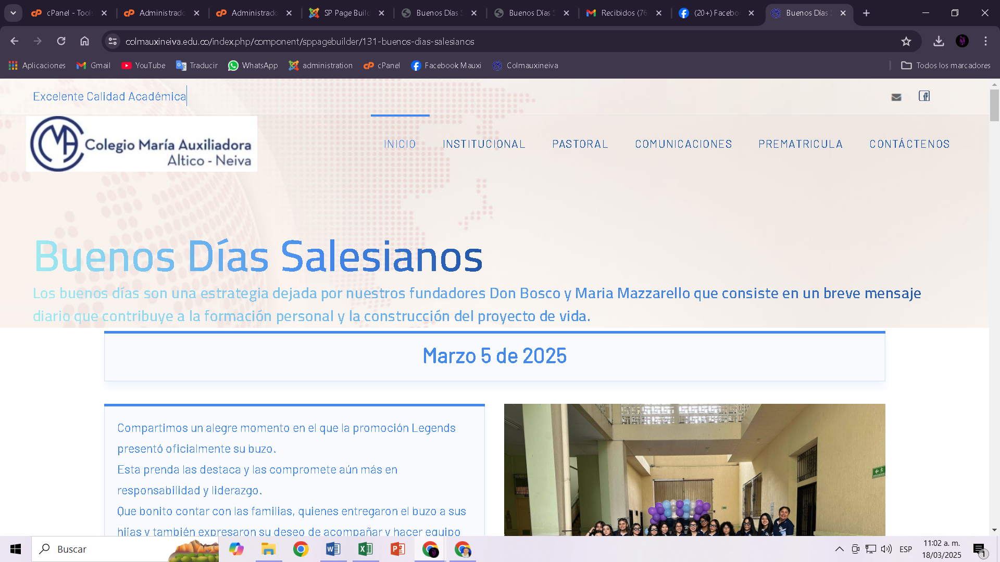 cPanel - Tool
Administrado
Administrado
SP Page Build
Buenos Días S
Buenos Días S
Recibidos (76
(20+) Facebo
Buenos Días
colmauxineiva.edu.co/index.php/component/sppagebuilder/131-buenos-dias-salesianos
Aplicaciones
Gmail
YouTube
Traducir
WhatsApp
administration
cPanel
Facebook Mauxi
Colmauxineiva
Todos los marcadores
Excelente Calidad Académica
Colegio María Auxiliadora
Altico - Neiva
INICIO
INSTITUCIONAL
PASTORAL
COMUNICACIONES
PREMATRICULA
CONTÁCTENOS
Buenos Días Salesianos
Los buenos días son una estrategia dejada por nuestros fundadores Don Bosco y Maria Mazzarello que consiste en un breve mensaje
diario que contribuye a la formación personal y la construcción del proyecto de vida.
Marzo 5 de 2025
Compartimos un alegre momento en el que la promoción Legends
presentó oficialmente su buzo.
Esta prenda las destaca y las compromete aún más en
responsabilidad y liderazgo.
Que bonito contar con las familias, quienes entregaron el buzo a sus
hijas y también expresaron su deseo de acompañar y hacer equipo
Buscar
ESP
11:02 a. m.
18/03/2025
1